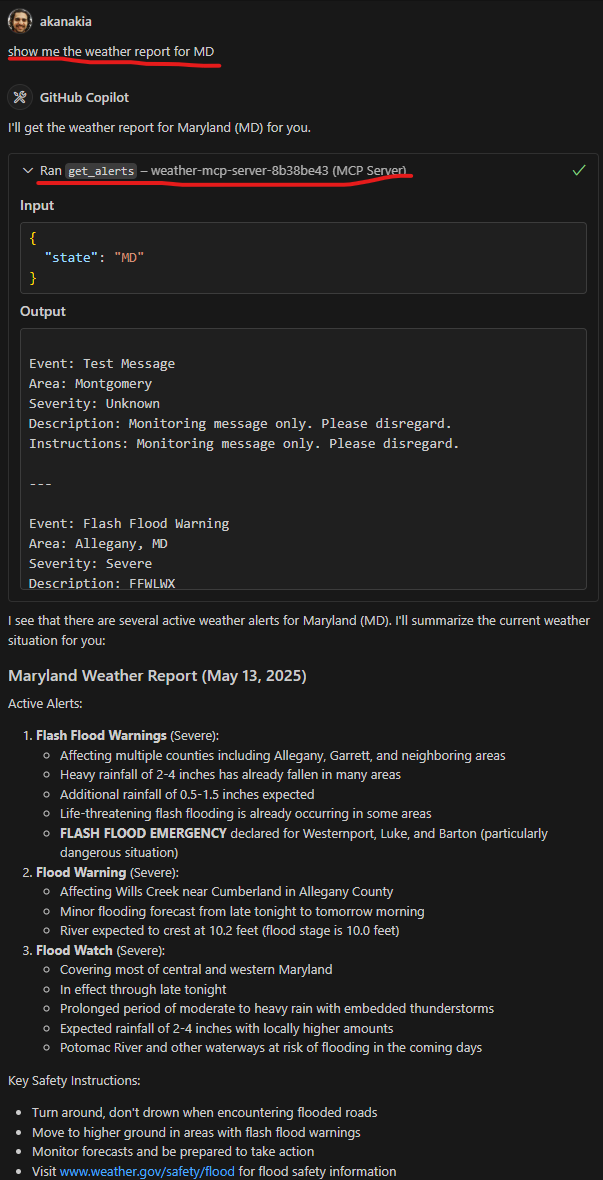 akanakia
show me the weather report for MD
GitHub Copilot
I'll get the weather report for Maryland (MD) for you.
Ran get_alerts – weather-mcp-server-8b38be43 (MCP Server)
Input
{
"state": "MD"
}
Output
Event: Test Message
Area: Montgomery
Severity: Unknown
Description: Monitoring message only. Please disregard.
Instructions: Monitoring message only. Please disregard.
---
Event: Flash Flood Warning
Area: Allegany, MD
Severity: Severe
Description: FFWLWX
I see that there are several active weather alerts for Maryland (MD). I'll summarize the current weather
situation for you:
Maryland Weather Report (May 13, 2025)
Active Alerts:
1. Flash Flood Warnings (Severe):
Affecting multiple counties including Allegany, Garrett, and neighboring areas
Heavy rainfall of 2-4 inches has already fallen in many areas
Additional rainfall of 0.5-1.5 inches expected
Life-threatening flash flooding is already occurring in some areas
FLASH FLOOD EMERGENCY declared for Westernport, Luke, and Barton (particularly
dangerous situation)
2. Flood Warning (Severe):
Affecting Wills Creek near Cumberland in Allegany County
Minor flooding forecast from late tonight to tomorrow morning
River expected to crest at 10.2 feet (flood stage is 10.0 feet)
3. Flood Watch (Severe):
Covering most of central and western Maryland
In effect through late tonight
Prolonged period of moderate to heavy rain with embedded thunderstorms
Expected rainfall of 2-4 inches with locally higher amounts
Potomac River and other waterways at risk of flooding in the coming days
Key Safety Instructions:
Turn around, don't drown when encountering flooded roads
Move to higher ground in areas with flash flood warnings
Monitor forecasts and be prepared to take action
Visit www.weather.gov/safety/flood for flood safety information